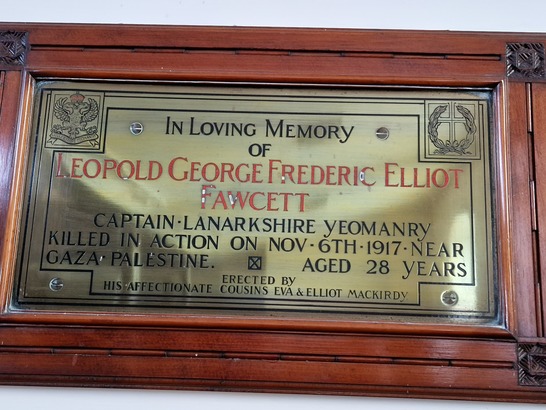 IN LOVING MEMORY
OF
LEOPOLD GEORGE FREDERIC ELLIOT
FAWCETT
CAPTAIN·LANARKSHIRE YEOMANRY
KILLED IN ACTION ON NOV·6TH·1917·NEAR
GAZA·PALESTINE. AGED 28 YEARS
ERECTED BY
HIS·AFFECTIONATE COUSINS EVA & ELLIOT MACKIRDY